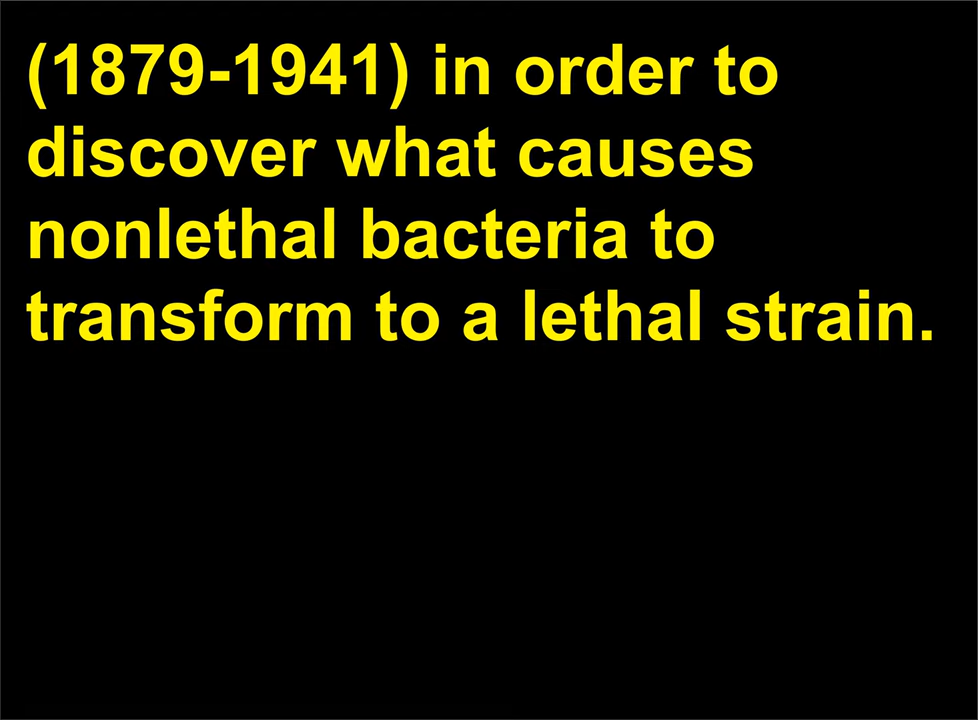 (1879-1941) in order to
discover what causes
nonlethal bacteria to
transform to a lethal strain.